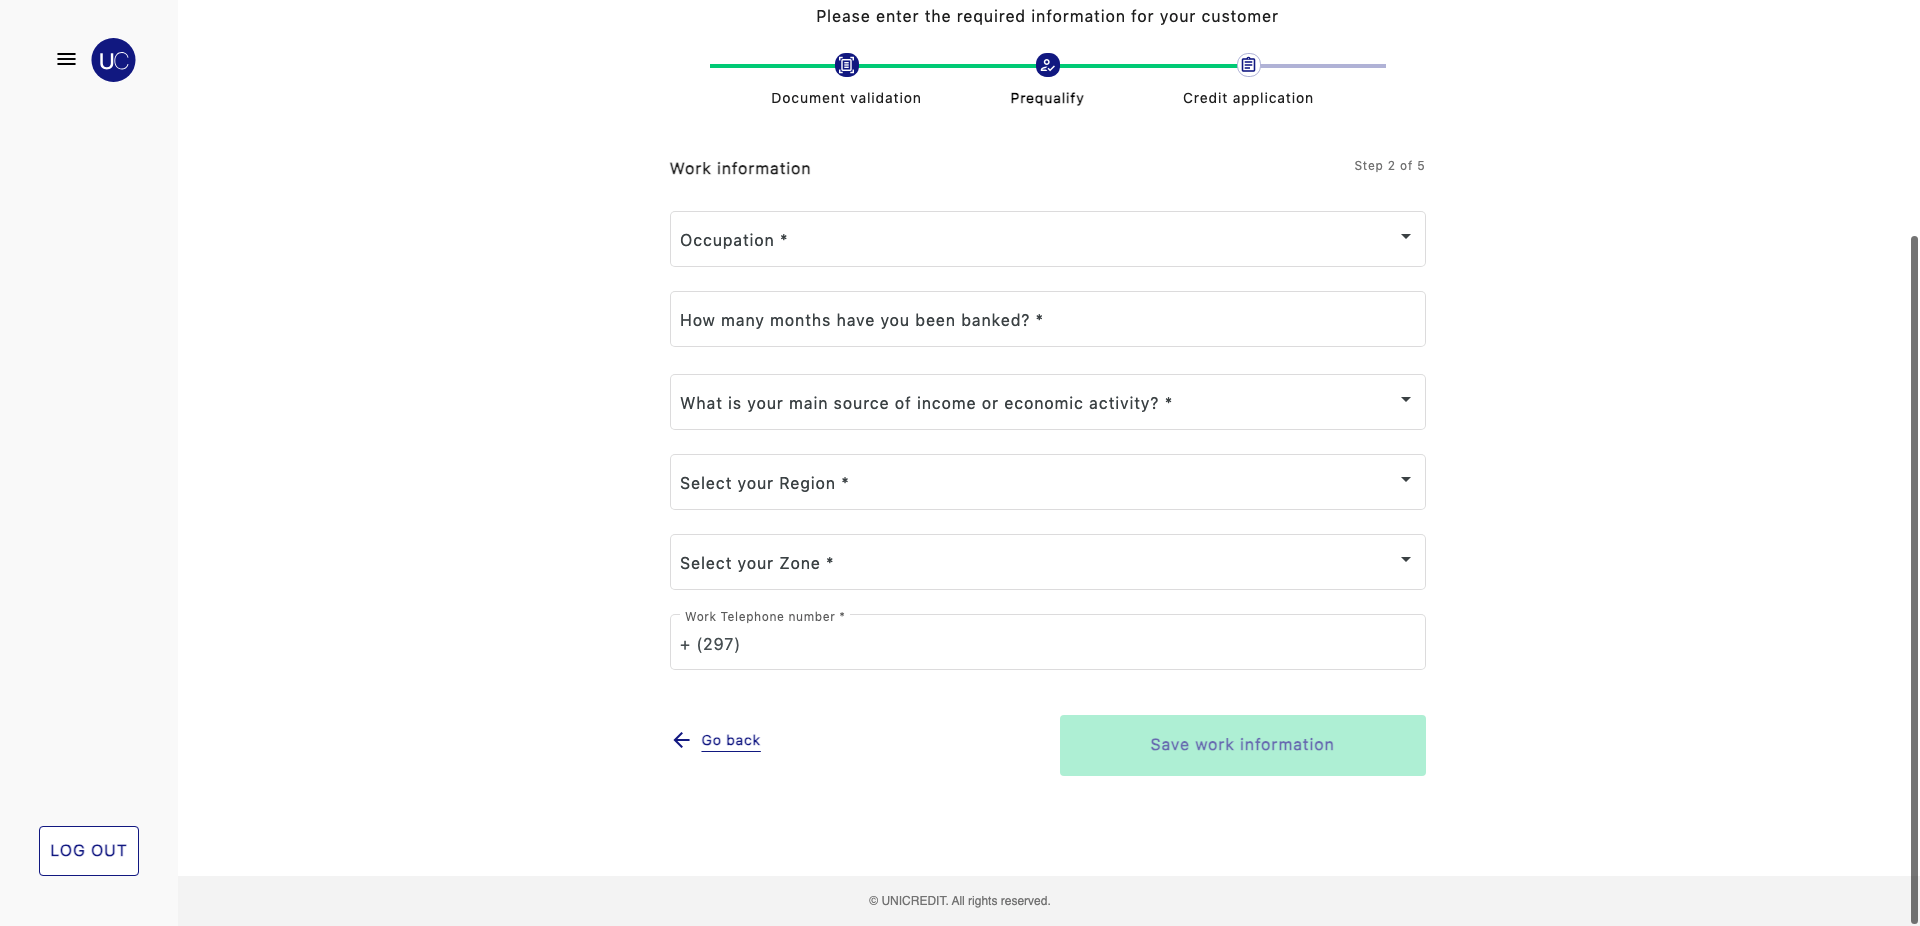 Please enter the required information for your customer
UC
Document validation
Prequalify
Credit application
Work information
Step 2 of 5
Occupation *
How many months have you been banked? *
What is your main source of income or economic activity? *
Select your Region *
Select your Zone *
Work Telephone number *
+ (297)
Go back
Save work information
LOG OUT
© UNICREDIT. All rights reserved.